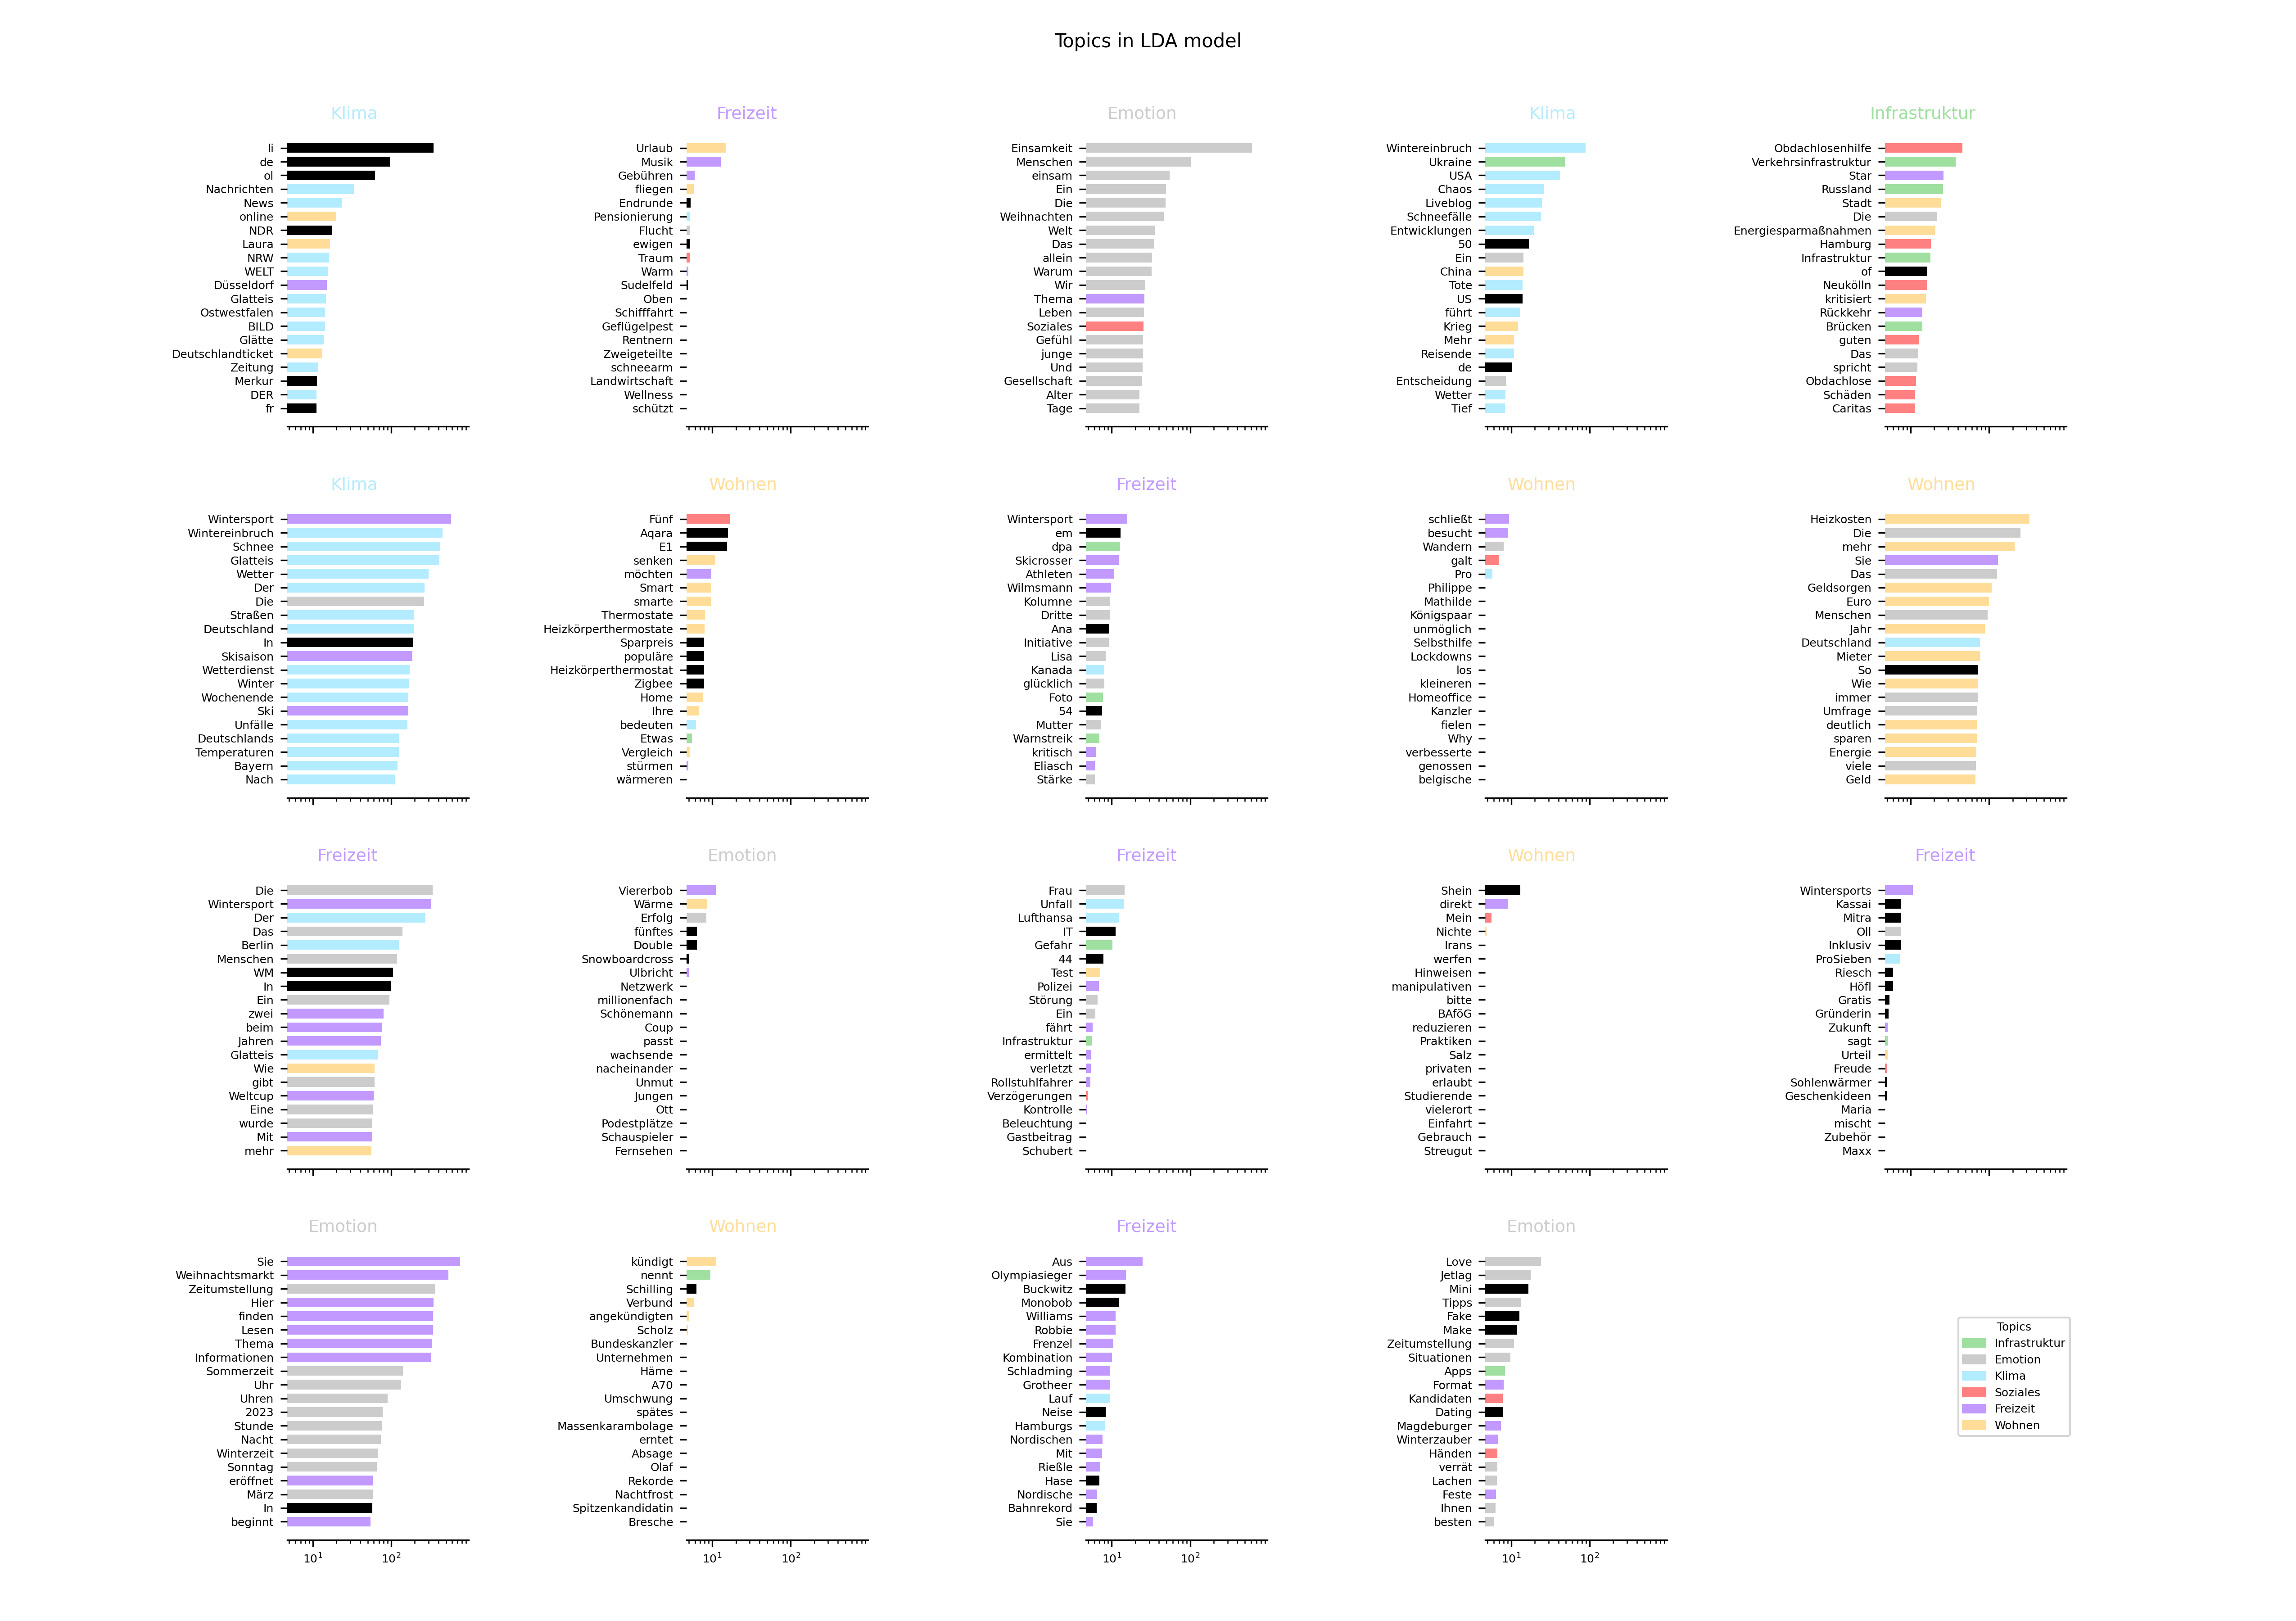 Topics in LDA model
Klima
li
de
ol
Nachrichten
News
online
NDR
Laura
NRW
WELT
Düsseldorf
Glatteis
Ostwestfalen
BILD
Glätte
Deutschlandticket
Zeitung
Merkur
DER
fr
Freizeit
Urlaub
Musik
Gebühren
fliegen
Endrunde
Pensionierung
Flucht
ewigen
Traum
Warm
Sudelfeld
Oben
Schifffahrt
Geflügelpest
Rentnern
Zweigeteilte
schneearm
Landwirtschaft
Wellness
schützt
Emotion
Einsamkeit
Menschen
einsam
Ein
Die
Weihnachten
Welt
Das
allein
Warum
Wir
Thema
Leben
Soziales
Gefühl
junge
Und
Gesellschaft
Alter
Tage
Klima
Wintereinbruch
Ukraine
USA
Chaos
Liveblog
Schneefälle
Entwicklungen
50
Ein
China
Tote
US
führt
Krieg
Mehr
Reisende
de
Entscheidung
Wetter
Tief
Infrastruktur
Obdachlosenhilfe
Verkehrsinfrastruktur
Star
Russland
Stadt
Die
Energiesparmaßnahmen
Hamburg
Infrastruktur
of
Neukölln
kritisiert
Rückkehr
Brücken
guten
Das
spricht
Obdachlose
Schäden
Caritas
Klima
Wintersport
Wintereinbruch
Schnee
Glatteis
Wetter
Der
Die
Straßen
Deutschland
In
Skisaison
Wetterdienst
Winter
Wochenende
Ski
Unfälle
Deutschlands
Temperaturen
Bayern
Nach
Wohnen
Fünf
Aqara
E1
senken
möchten
Smart
smarte
Thermostate
Heizkörperthermostate
Sparpreis
populäre
Heizkörperthermostat
Zigbee
Home
Ihre
bedeuten
Etwas
Vergleich
stürmen
wärmeren
Freizeit
Wintersport
em
dpa
Skicrosser
Athleten
Wilmsmann
Kolumne
Dritte
Ana
Initiative
Lisa
Kanada
glücklich
Foto
54
Mutter
Warnstreik
kritisch
Eliasch
Stärke
Wohnen
schließt
besucht
Wandern
galt
Pro
Philippe
Mathilde
Königspaar
unmöglich
Selbsthilfe
Lockdowns
los
kleineren
Homeoffice
Kanzler
fielen
Why
verbesserte
genossen
belgische
Wohnen
Heizkosten
Die
mehr
Sie
Das
Geldsorgen
Euro
Menschen
Jahr
Deutschland
Mieter
So
Wie
immer
Umfrage
deutlich
sparen
Energie
viele
Geld
Freizeit
Die
Wintersport
Der
Das
Berlin
Menschen
WM
In
Ein
zwei
beim
Jahren
Glatteis
Wie
gibt
Weltcup
Eine
wurde
Mit
mehr
Emotion
Viererbob
Wärme
Erfolg
fünftes
Double
Snowboardcross
Ulbricht
Netzwerk
millionenfach
Schönemann
Coup
passt
wachsende
nacheinander
Unmut
Jungen
Ott
Podestplätze
Schauspieler
Fernsehen
Freizeit
Frau
Unfall
Lufthansa
IT
Gefahr
44
Test
Polizei
Störung
Ein
fährt
Infrastruktur
ermittelt
verletzt
Rollstuhlfahrer
Verzögerungen
Kontrolle
Beleuchtung
Gastbeitrag
Schubert
Wohnen
Shein
direkt
Mein
Nichte
Irans
werfen
Hinweisen
manipulativen
bitte
BAföG
reduzieren
Praktiken
Salz
privaten
erlaubt
Studierende
vielerort
Einfahrt
Gebrauch
Streugut
Freizeit
Wintersports
Kassai
Mitra
Oll
Inklusiv
ProSieben
Riesch
Höfl
Gratis
Gründerin
Zukunft
sagt
Urteil
Freude
Sohlenwärmer
Geschenkideen
Maria
mischt
Zubehör
Maxx
Emotion
Sie
Weihnachtsmarkt
Zeitumstellung
Hier
finden
Lesen
Thema
Informationen
Sommerzeit
Uhr
Uhren
2023
Stunde
Nacht
Winterzeit
Sonntag
eröffnet
März
In
beginnt
10¹ 10²
Wohnen
kündigt
nennt
Schilling
Verbund
angekündigten
Scholz
Bundeskanzler
Unternehmen
Häme
A70
Umschwung
spätes
Massenkarambolage
erntet
Absage
Olaf
Rekorde
Nachtfrost
Spitzenkandidatin
Bresche
10¹ 10²
Freizeit
Aus
Olympiasieger
Buckwitz
Monobob
Williams
Robbie
Frenzel
Kombination
Schladming
Grotheer
Lauf
Neise
Hamburgs
Nordischen
Mit
Rießle
Hase
Nordische
Bahnrekord
Sie
10¹ 10²
Emotion
Love
Jetlag
Mini
Tipps
Fake
Make
Zeitumstellung
Situationen
Apps
Format
Kandidaten
Dating
Magdeburger
Winterzauber
Händen
verrät
Lachen
Feste
Ihnen
besten
10¹ 10²
Topics
Infrastruktur
Emotion
Klima
Soziales
Freizeit
Wohnen